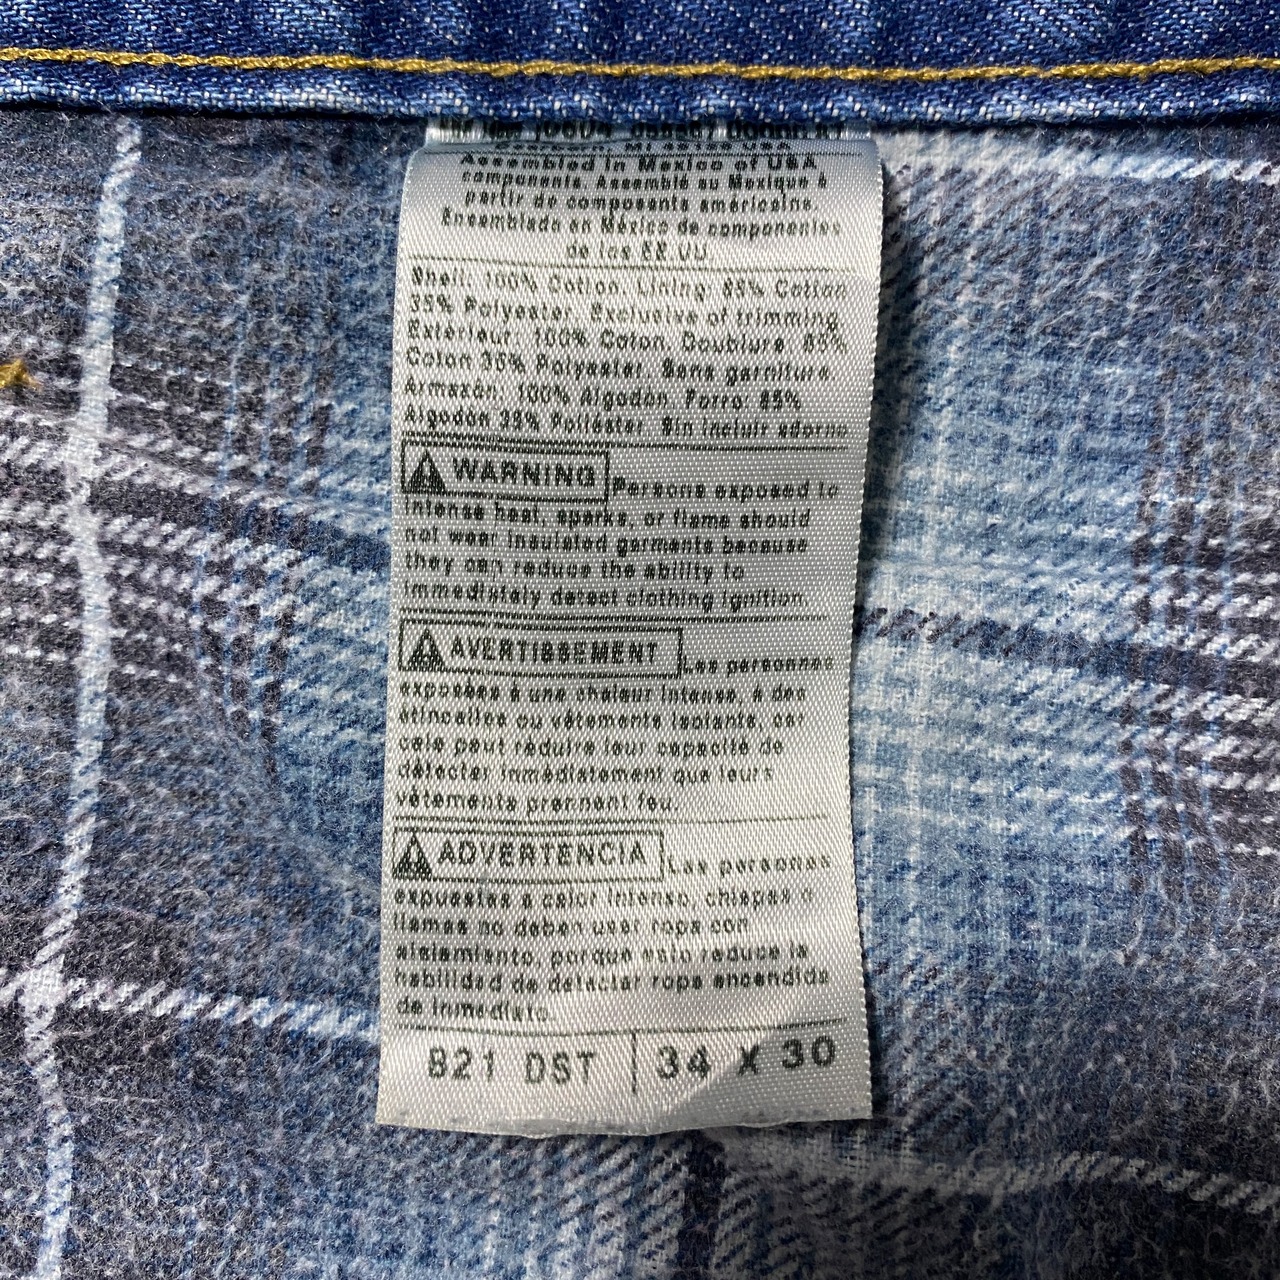 MI 48126 USA
Assembled in Mexico of USA
components. Assemblé au Mexique à
partir de composants américains.
Ensamblado en México de componentes
de los EE UU
Shell: 100% Cotton. Lining: 65% Cotton
35% Polyester. Exclusive of trimming
Extérieur: 100% Coton. Doublure: 65%
Coton 35% Polyester. Sans garniture
Armazón: 100% Algodón. Forro: 65%
Algodón 35% Poliéster. Sin incluir adorno
WARNING Persons exposed to
intense heat, sparks, or flame should
not wear insulated garments because
they can reduce the ability to
immediately detect clothing ignition.
AVERTISSEMENT Les personnes
exposées à une chaleur intense, à des
étincelles ou vêtements isolants, car
cela peut réduire leur capacité de
détecter immédiatement que leurs
vêtements prennent feu.
ADVERTENCIA Las personas
expuestas a calor intenso, chispas o
llamas no deben usar ropa con
aislamiento, porque esto reduce la
habilidad de detectar ropa encendida
de inmediato.
B21 DST 34 X 30